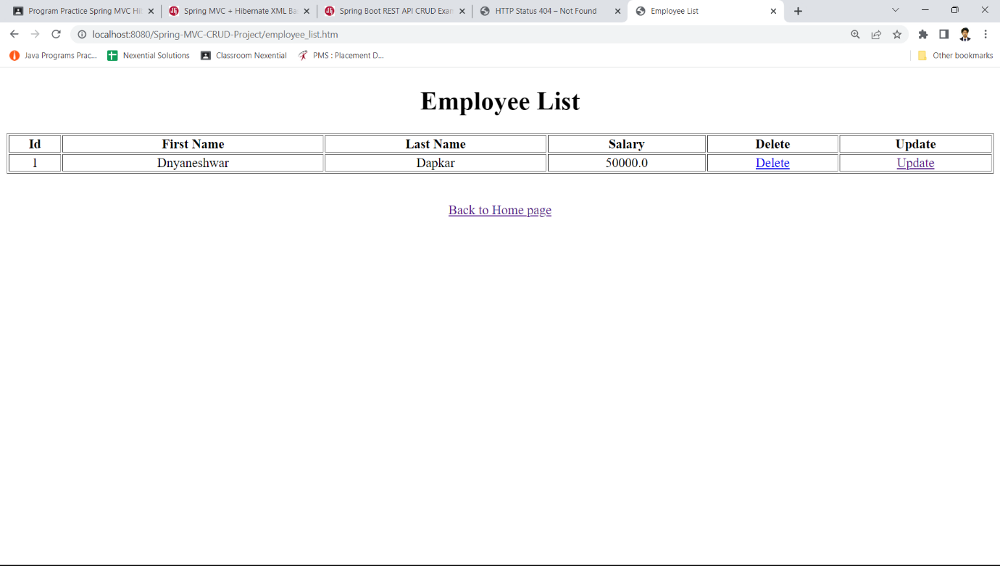 Program Practice Spring MVC Hil
Spring MVC + Hibernate XML Ba
Spring Boot REST API CRUD Exam
HTTP Status 404 – Not Found
Employee List
localhost:8080/Spring-MVC-CRUD-Project/employee_list.htm
Java Programs Prac... Nexential Solutions Classroom Nexential PMS : Placement D... Other bookmarks
Employee List
Id First Name Last Name Salary Delete Update
1 Dnyaneshwar Dapkar 50000.0 Delete Update
Back to Home page